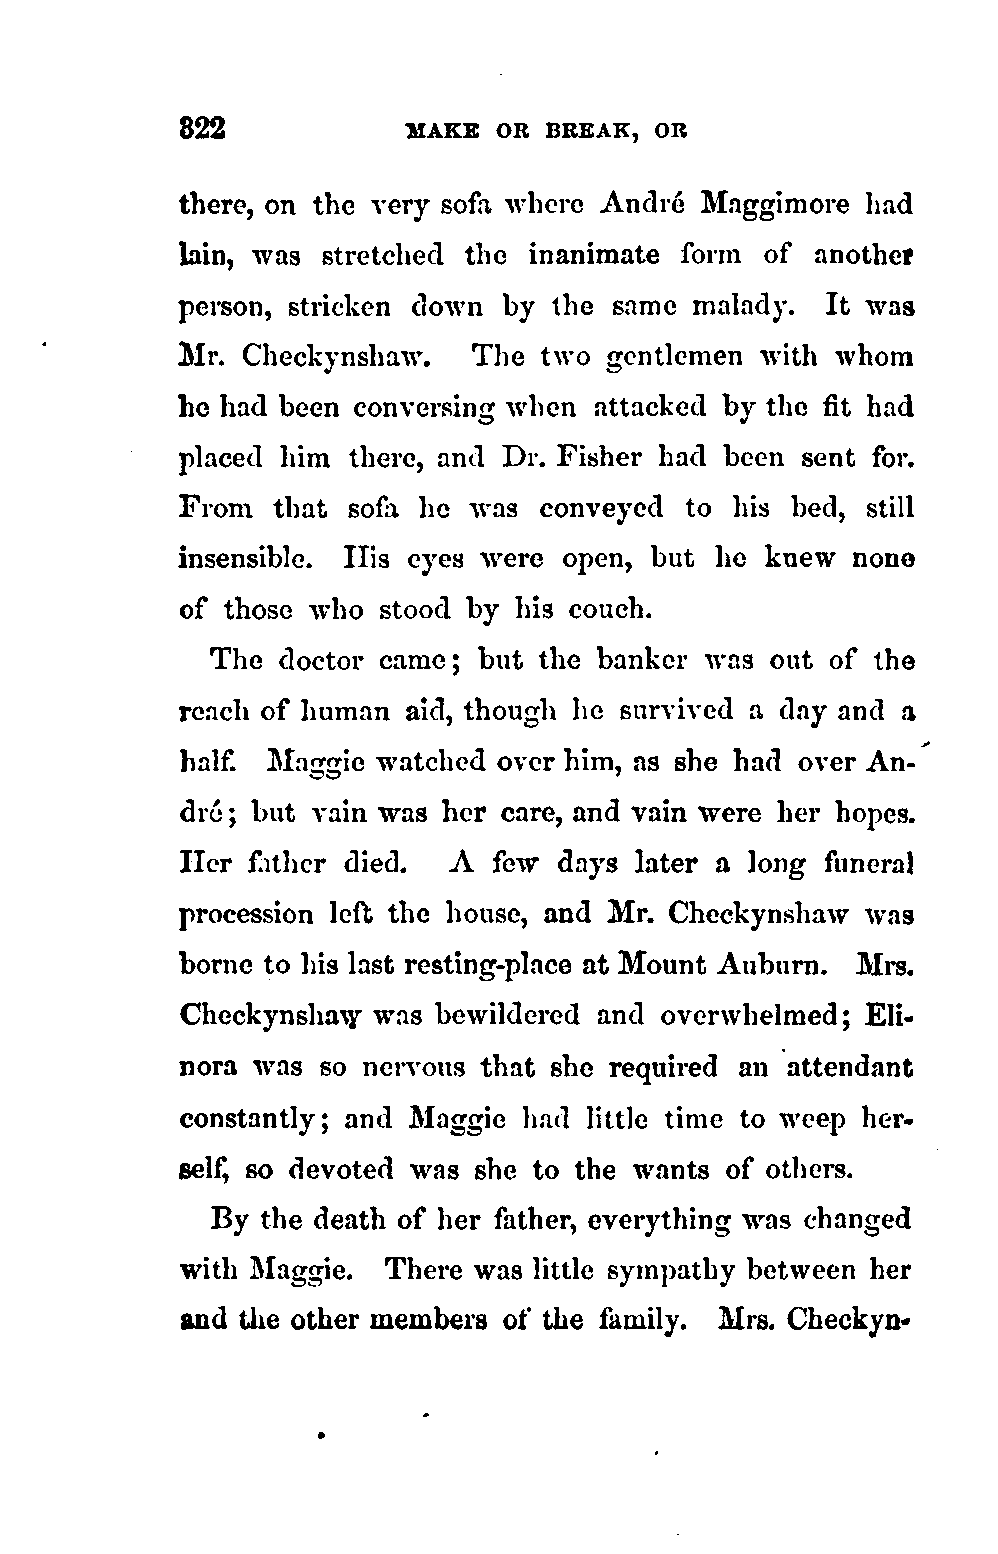 322 MAKE OR BREAK, OR
there, on the very sofa where André Maggimore had
lain, was stretched the inanimate form of another
person, stricken down by the same malady. It was
Mr. Checkynshaw. The two gentlemen with whom
he had been conversing when attacked by the fit had
placed him there, and Dr. Fisher had been sent for.
From that sofa he was conveyed to his bed, still
insensible. His eyes were open, but he knew none
of those who stood by his couch.
The doctor came; but the banker was out of the
reach of human aid, though he survived a day and a
half. Maggie watched over him, as she had over An-
dré; but vain was her care, and vain were her hopes.
Her father died. A few days later a long funeral
procession left the house, and Mr. Checkynshaw was
borne to his last resting-place at Mount Auburn. Mrs.
Checkynshaw was bewildered and overwhelmed; Eli-
nora was so nervous that she required an attendant
constantly; and Maggie had little time to weep her-
self, so devoted was she to the wants of others.
By the death of her father, everything was changed
with Maggie. There was little sympathy between her
and the other members of the family. Mrs. Checkyn-